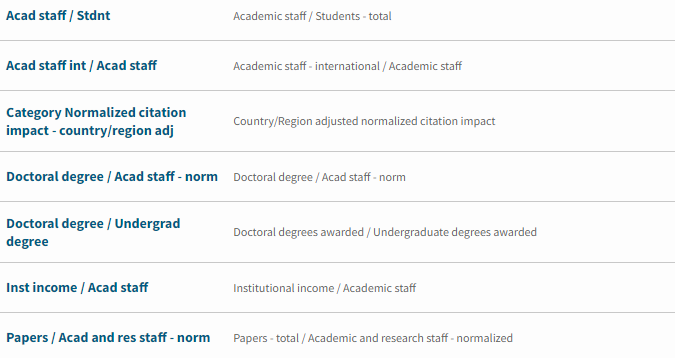 Acad staff / Stdnt
Academic staff / Students - total
Acad staff int / Acad staff
Academic staff - international / Academic staff
Category Normalized citation
impact - country/region adj
Country/Region adjusted normalized citation impact
Doctoral degree / Acad staff - norm
Doctoral degree / Acad staff - norm
Doctoral degree / Undergrad
degree
Doctoral degrees awarded / Undergraduate degrees awarded
Inst income / Acad staff
Institutional income / Academic staff
Papers / Acad and res staff - norm
Papers - total / Academic and research staff - normalized